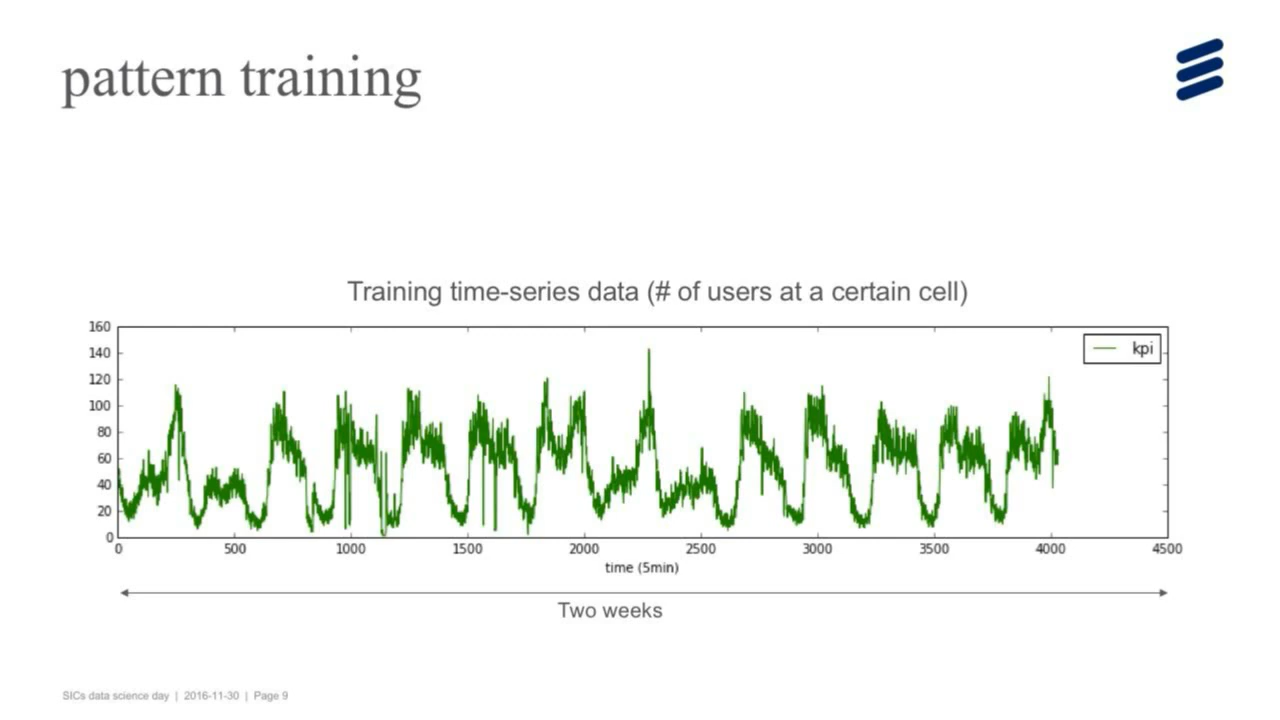 pattern training
Training time-series data (# of users at a certain cell)
160
140
120
100
80
60
40
20
0
kpi
0 500 1000 1500 2000 2500 3000 3500 4000 4500
time (5min)
Two weeks
SICs data science day | 2016-11-30 | Page 9